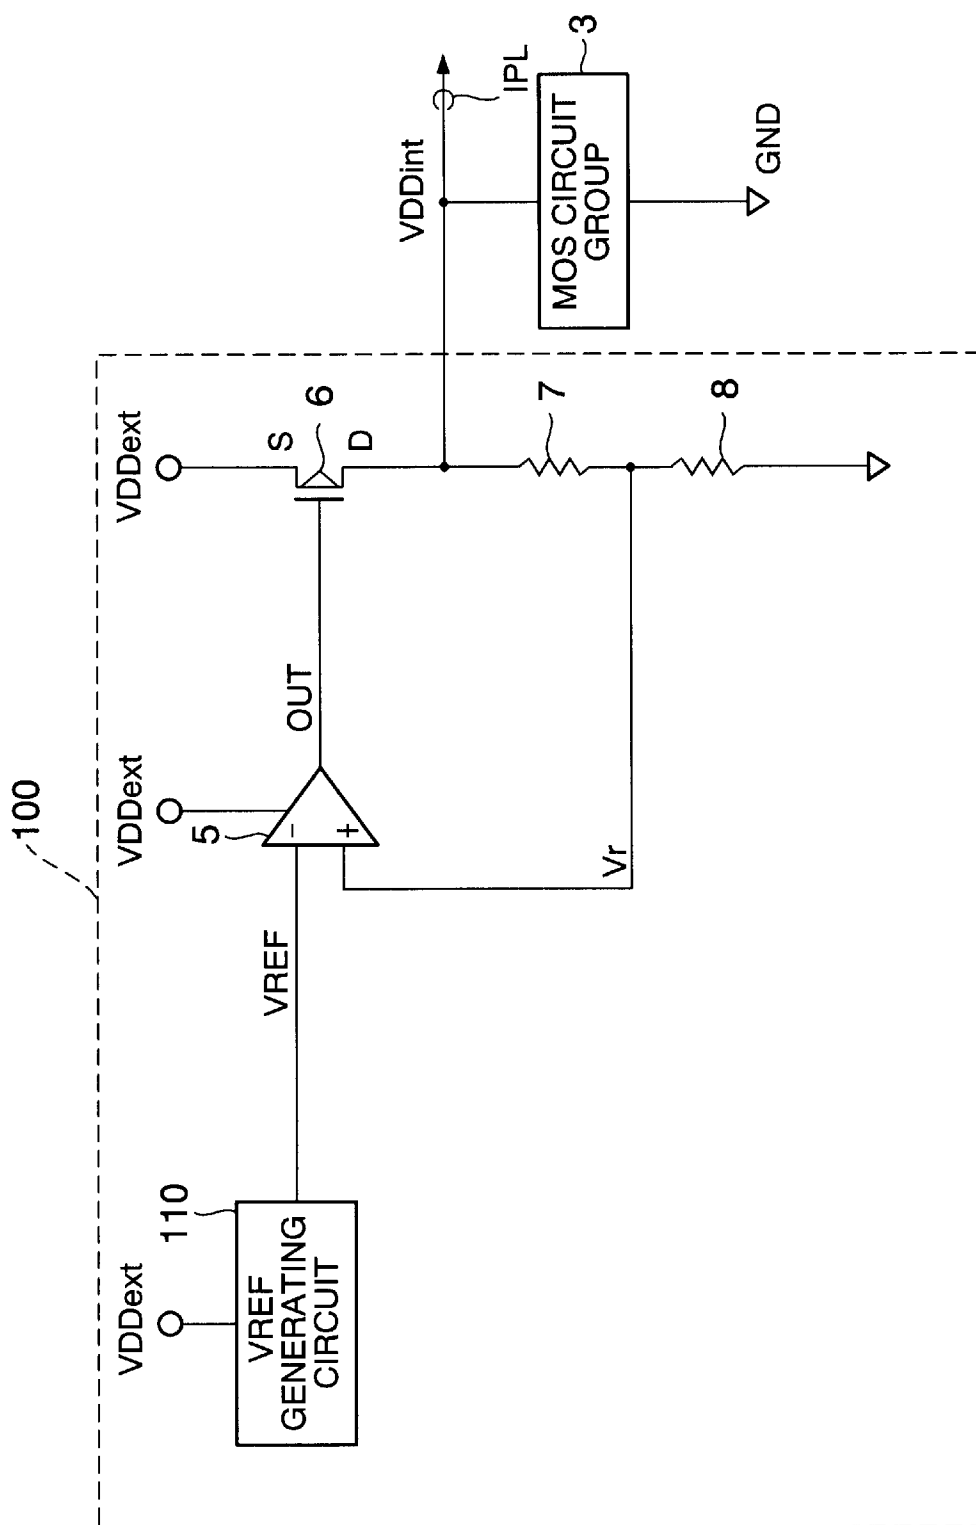 100
VDDext
VDDext
VDDext
110
VREF
GENERATING
CIRCUIT
VREF
5
-
+
OUT
S
6
D
Vr
7
8
VDDint
IPL
3
MOS CIRCUIT
GROUP
GND